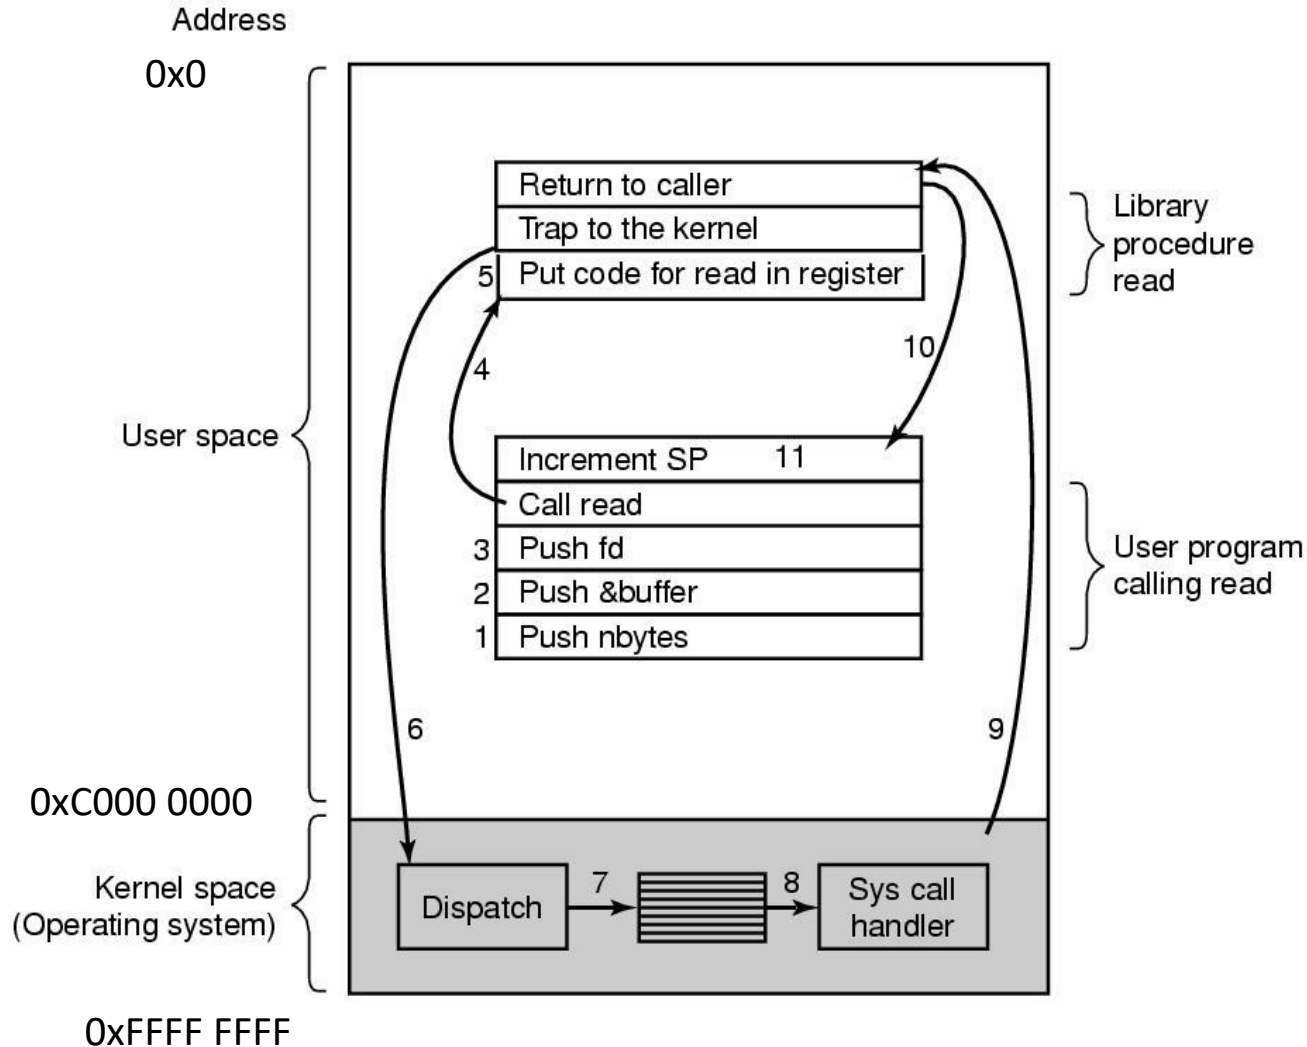 Address
0x0
Return to caller
Trap to the kernel
5 Put code for read in register
Library
procedure
read
4
10
User space
Increment SP 11
Call read
3 Push fd
2 Push &buffer
1 Push nbytes
User program
calling read
6
9
0xC000 0000
Kernel space
(Operating system)
Dispatch
7
8
Sys call
handler
0xFFFF FFFF